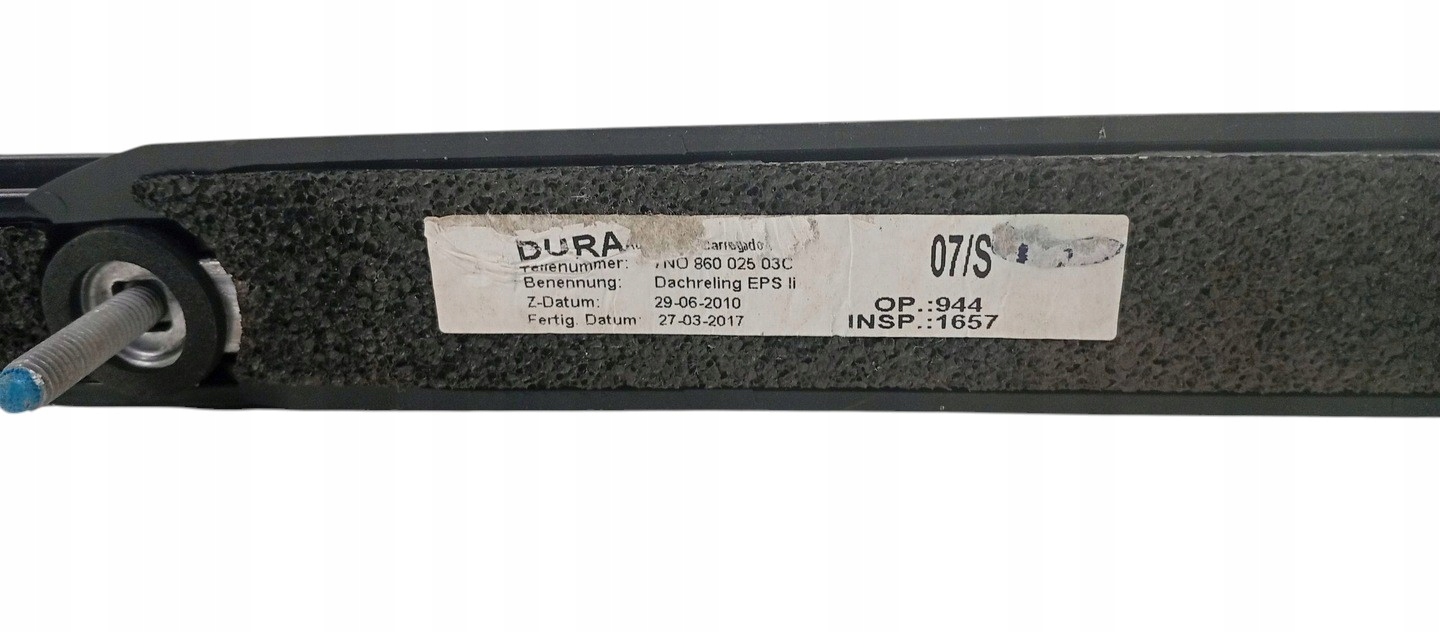 DURA Carregado
Teilenummer: 7N0 860 025 03C
Benennung: Dachreling EPS li
Z-Datum: 29-06-2010
Fertig. Datum: 27-03-2017
07/S
OP.:944
INSP.:1657